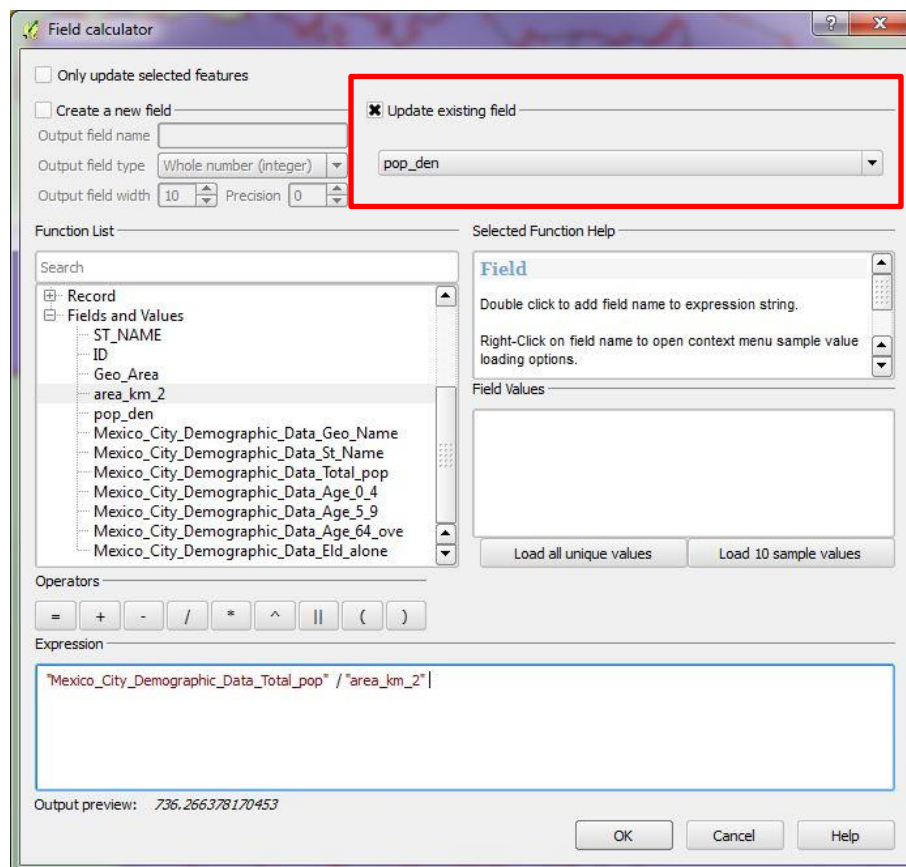 Field calculator
Only update selected features
Create a new field
Update existing field
Output field name
Output field type Whole number (integer)
pop_den
Output field width 10 Precision 0
Function List
Selected Function Help
Search
Record
Fields and Values
ST_NAME
ID
Geo_Area
area_km_2
pop_den
Mexico_City_Demographic_Data_Geo_Name
Mexico_City_Demographic_Data_St_Name
Mexico_City_Demographic_Data_Total_pop
Mexico_City_Demographic_Data_Age_0_4
Mexico_City_Demographic_Data_Age_5_9
Mexico_City_Demographic_Data_Age_64_ove
Mexico_City_Demographic_Data_Eld_alone
Field
Double click to add field name to expression string.
Right-Click on field name to open context menu sample value
loading options.
Field Values
Load all unique values Load 10 sample values
Operators
= + - / * ^ || ( )
Expression
"Mexico_City_Demographic_Data_Total_pop" / "area_km_2"
Output preview: 736.266378170453
OK Cancel Help